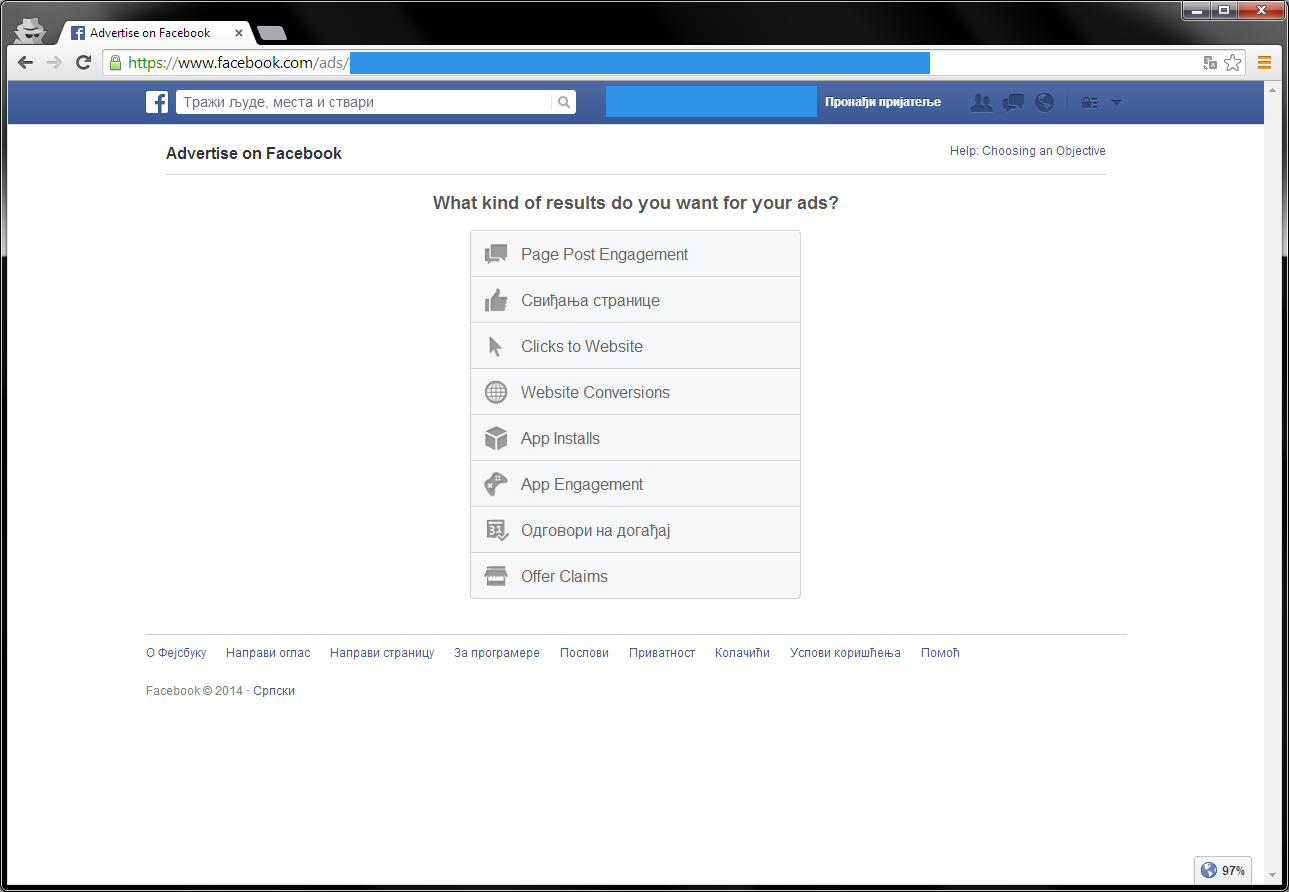 Advertise on Facebook
https://www.facebook.com/ads/
Тражи људе, места и ствари
Пронађи пријатеље
Advertise on Facebook
Help: Choosing an Objective
What kind of results do you want for your ads?
Page Post Engagement
Свиђања странице
Clicks to Website
Website Conversions
App Installs
App Engagement
31
Одговори на догађај
Offer Claims
О Фејсбуку Направи оглас Направи страницу За програмере Послови Приватност Колачићи Услови коришћења Помоћ
Facebook © 2014 · Српски
97%